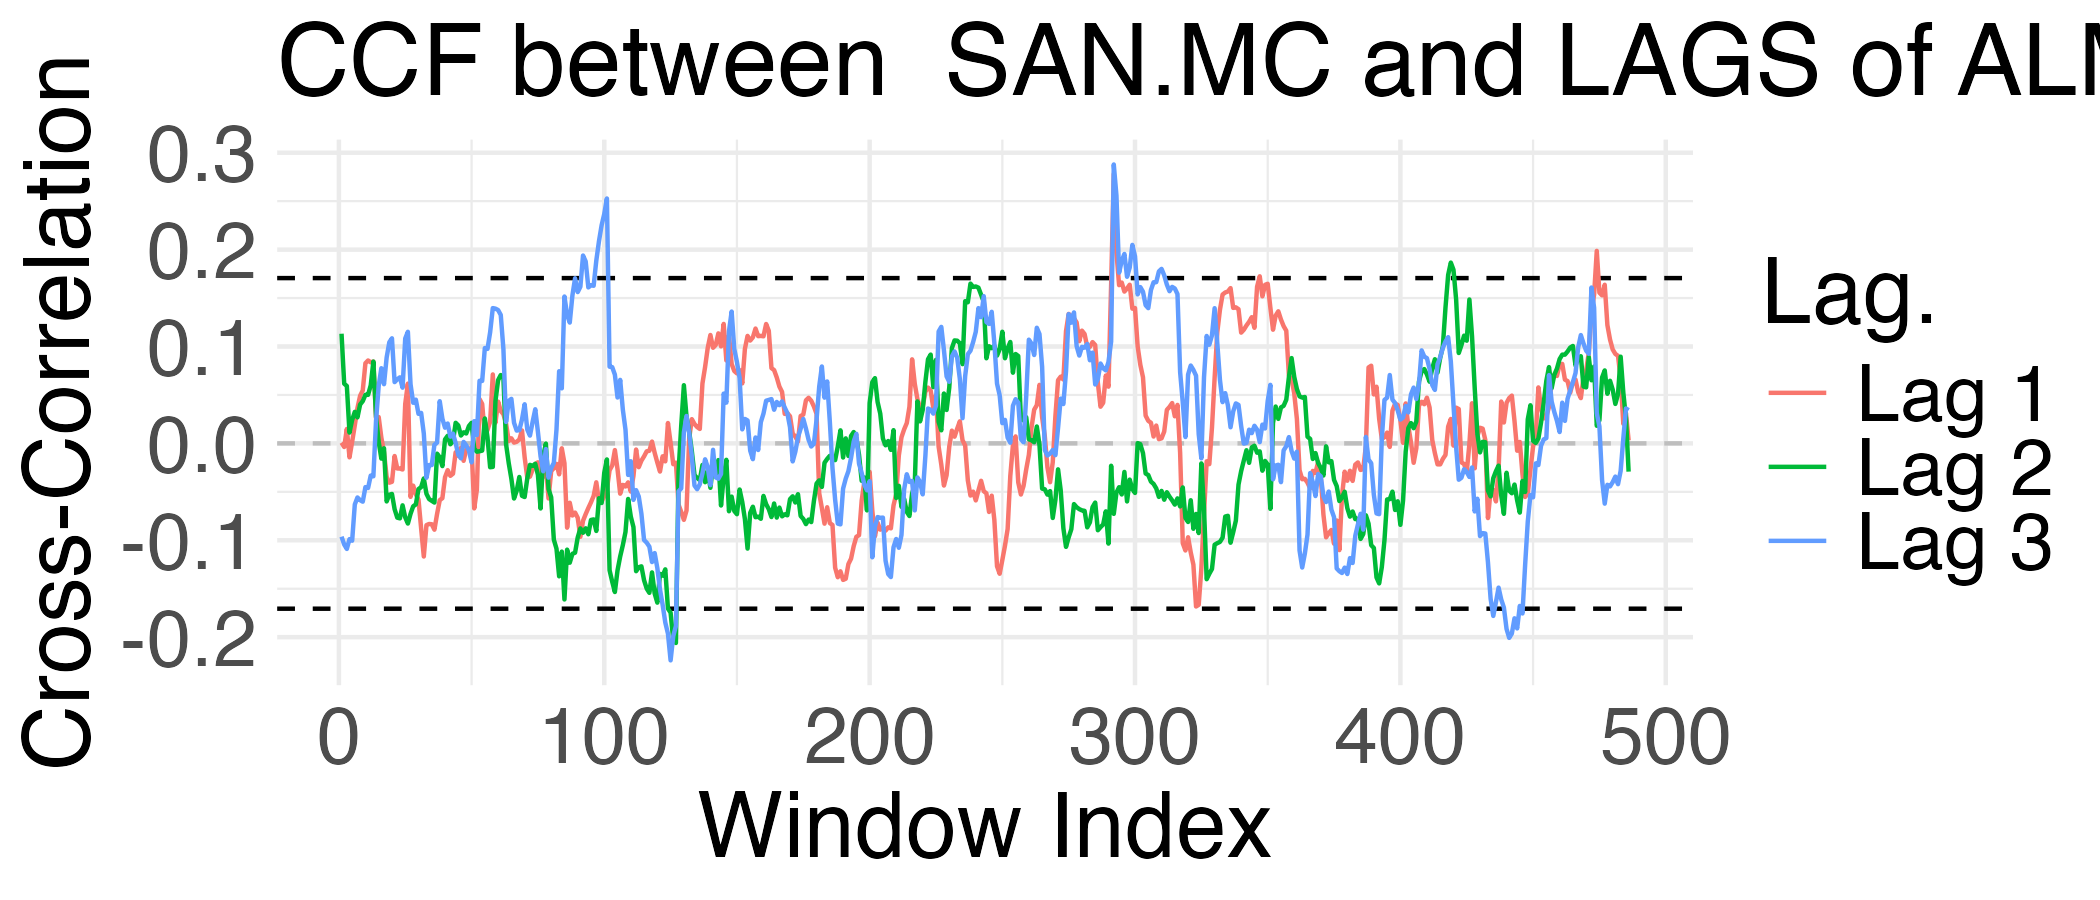 CCF between  SAN.MC and LAGS of
Cross-Correlation
0.3
0.2
0.1
0.0
-0.1
-0.2
0 100 200 300 400 500
Window Index
Lag.
Lag 1
Lag 2
Lag 3